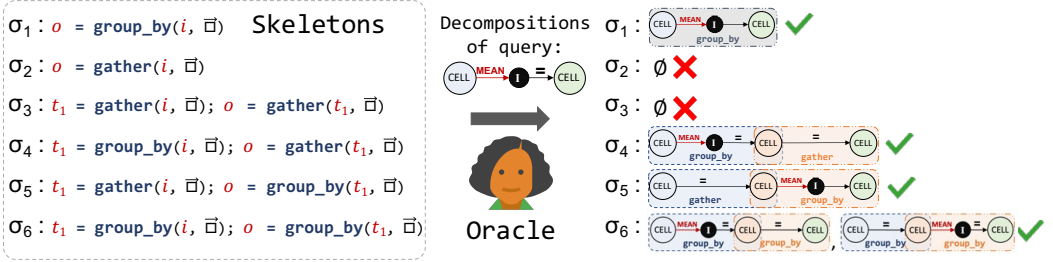 Skeletons
σ1: o = group_by(i, □⃗)
σ2: o = gather(i, □⃗)
σ3: t1 = gather(i, □⃗); o = gather(t1, □⃗)
σ4: t1 = group_by(i, □⃗); o = gather(t1, □⃗)
σ5: t1 = gather(i, □⃗); o = group_by(t1, □⃗)
σ6: t1 = group_by(i, □⃗); o = group_by(t1, □⃗)
Decompositions
of query:
CELL MEAN I = CELL
Oracle
σ1: CELL MEAN I CELL
group_by
σ2: ∅
σ3: ∅
σ4: CELL MEAN I = CELL = CELL
group_by gather
σ5: CELL = CELL MEAN I CELL
gather group_by
σ6: CELL MEAN I = CELL = CELL , CELL = CELL MEAN I = CELL
group_by group_by group_by group_by